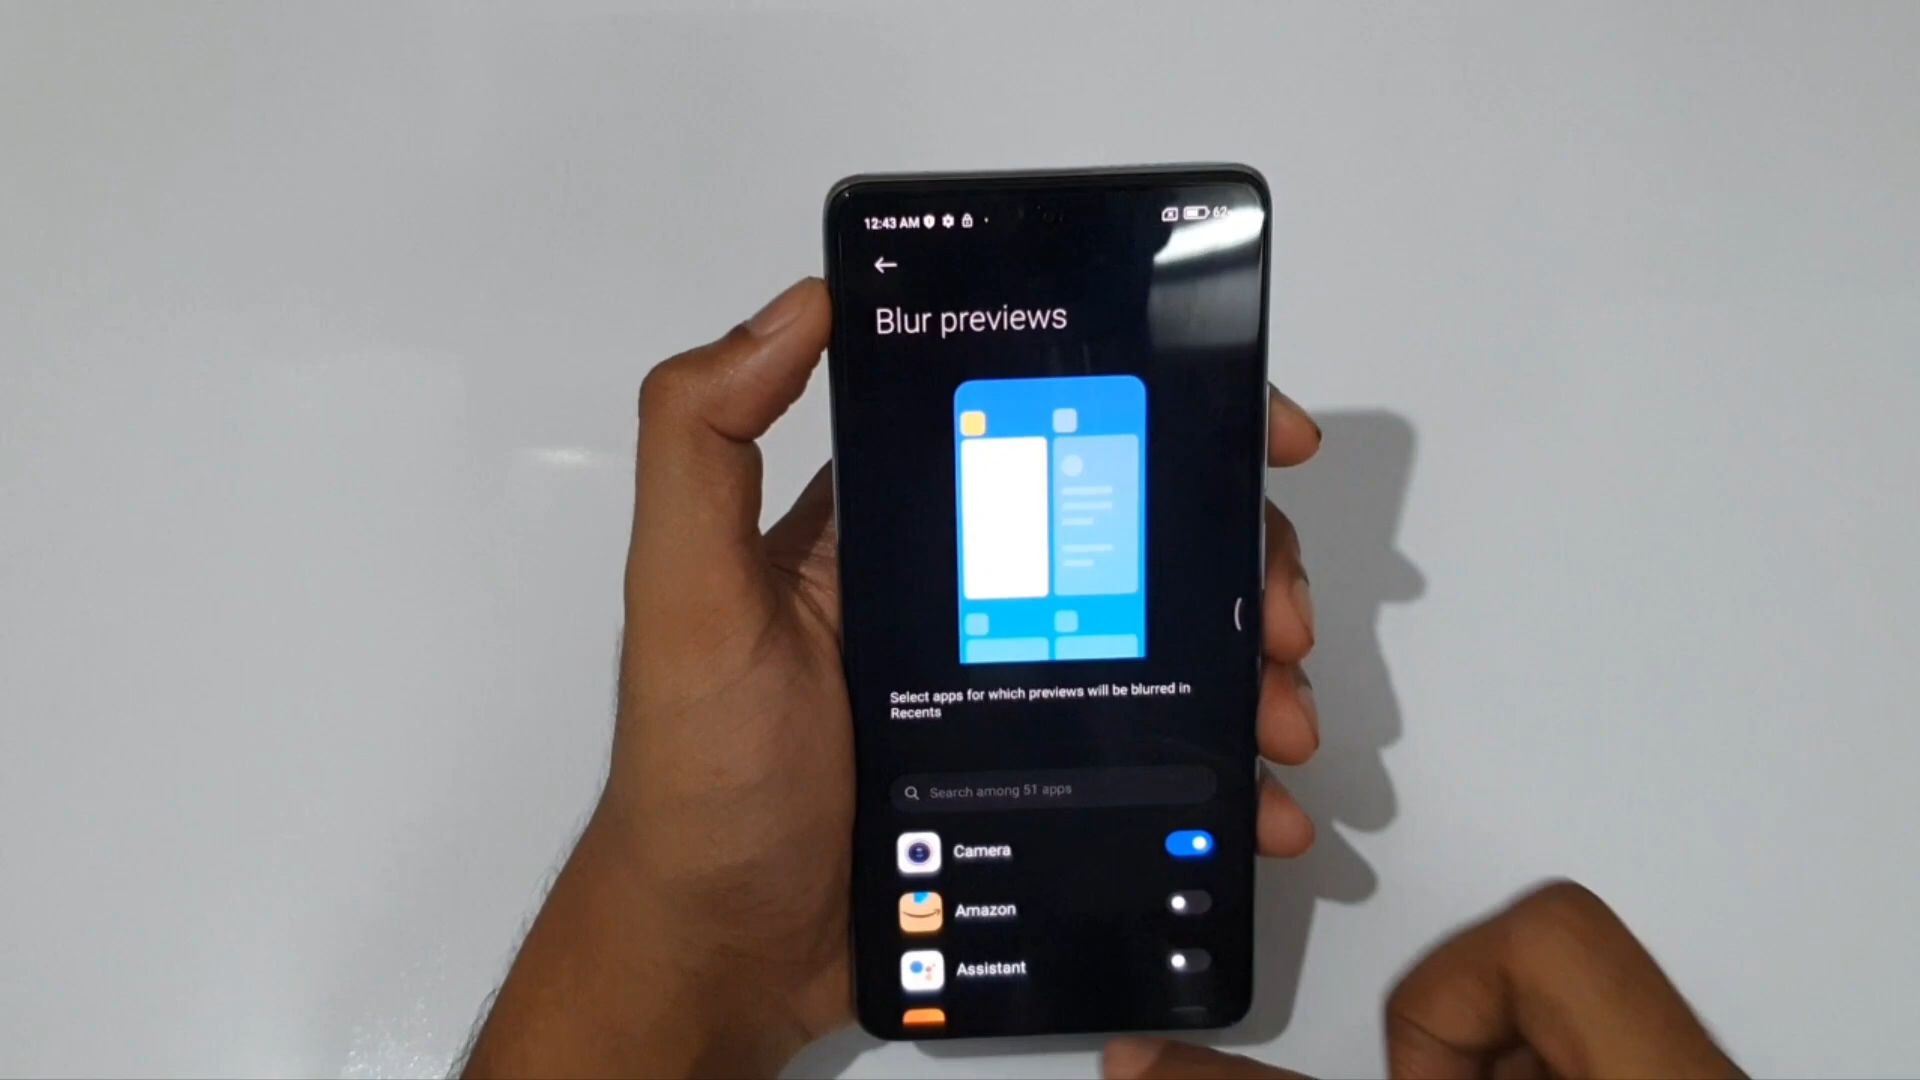 12:43 AM
62
Blur previews
Select apps for which previews will be blurred in
Recents
Search among 51 apps
Camera
Amazon
Assistant